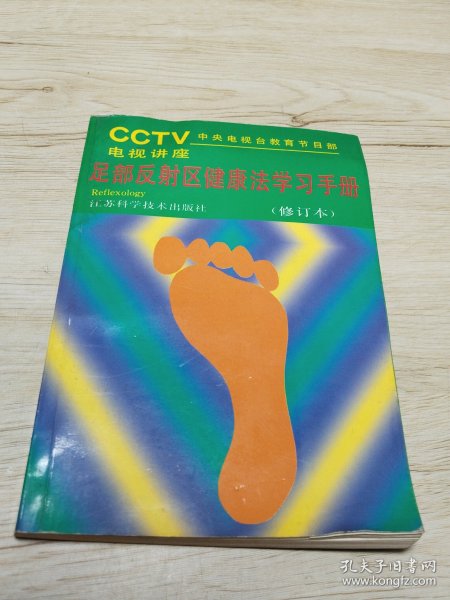 CCTV 中央电视台教育节目部
电视讲座
足部反射区健康法学习手册
Reflexology
江苏科学技术出版社 (修订本)
孔夫子旧书网
www.kongfz.com